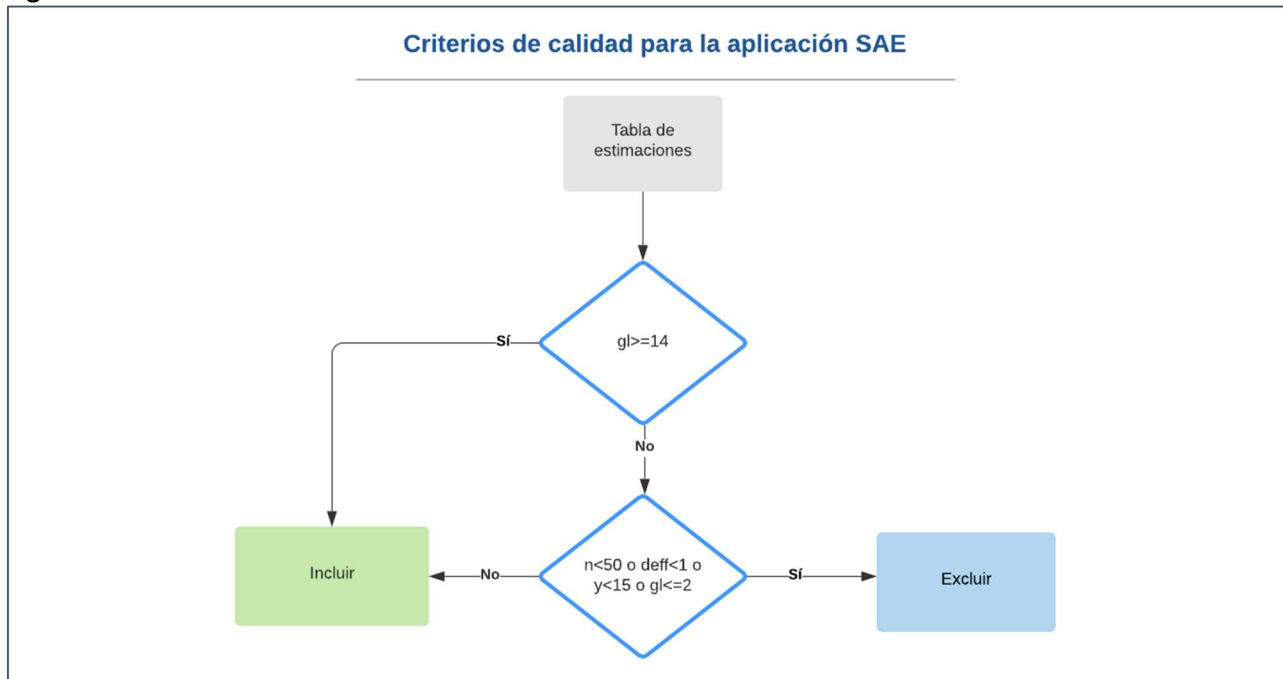 Criterios de calidad para la aplicación SAE
Tabla de
estimaciones
gl>=14
Sí
No
n<50 o deff<1 o
y<15 o gl<=2
No
Sí
Incluir
Excluir